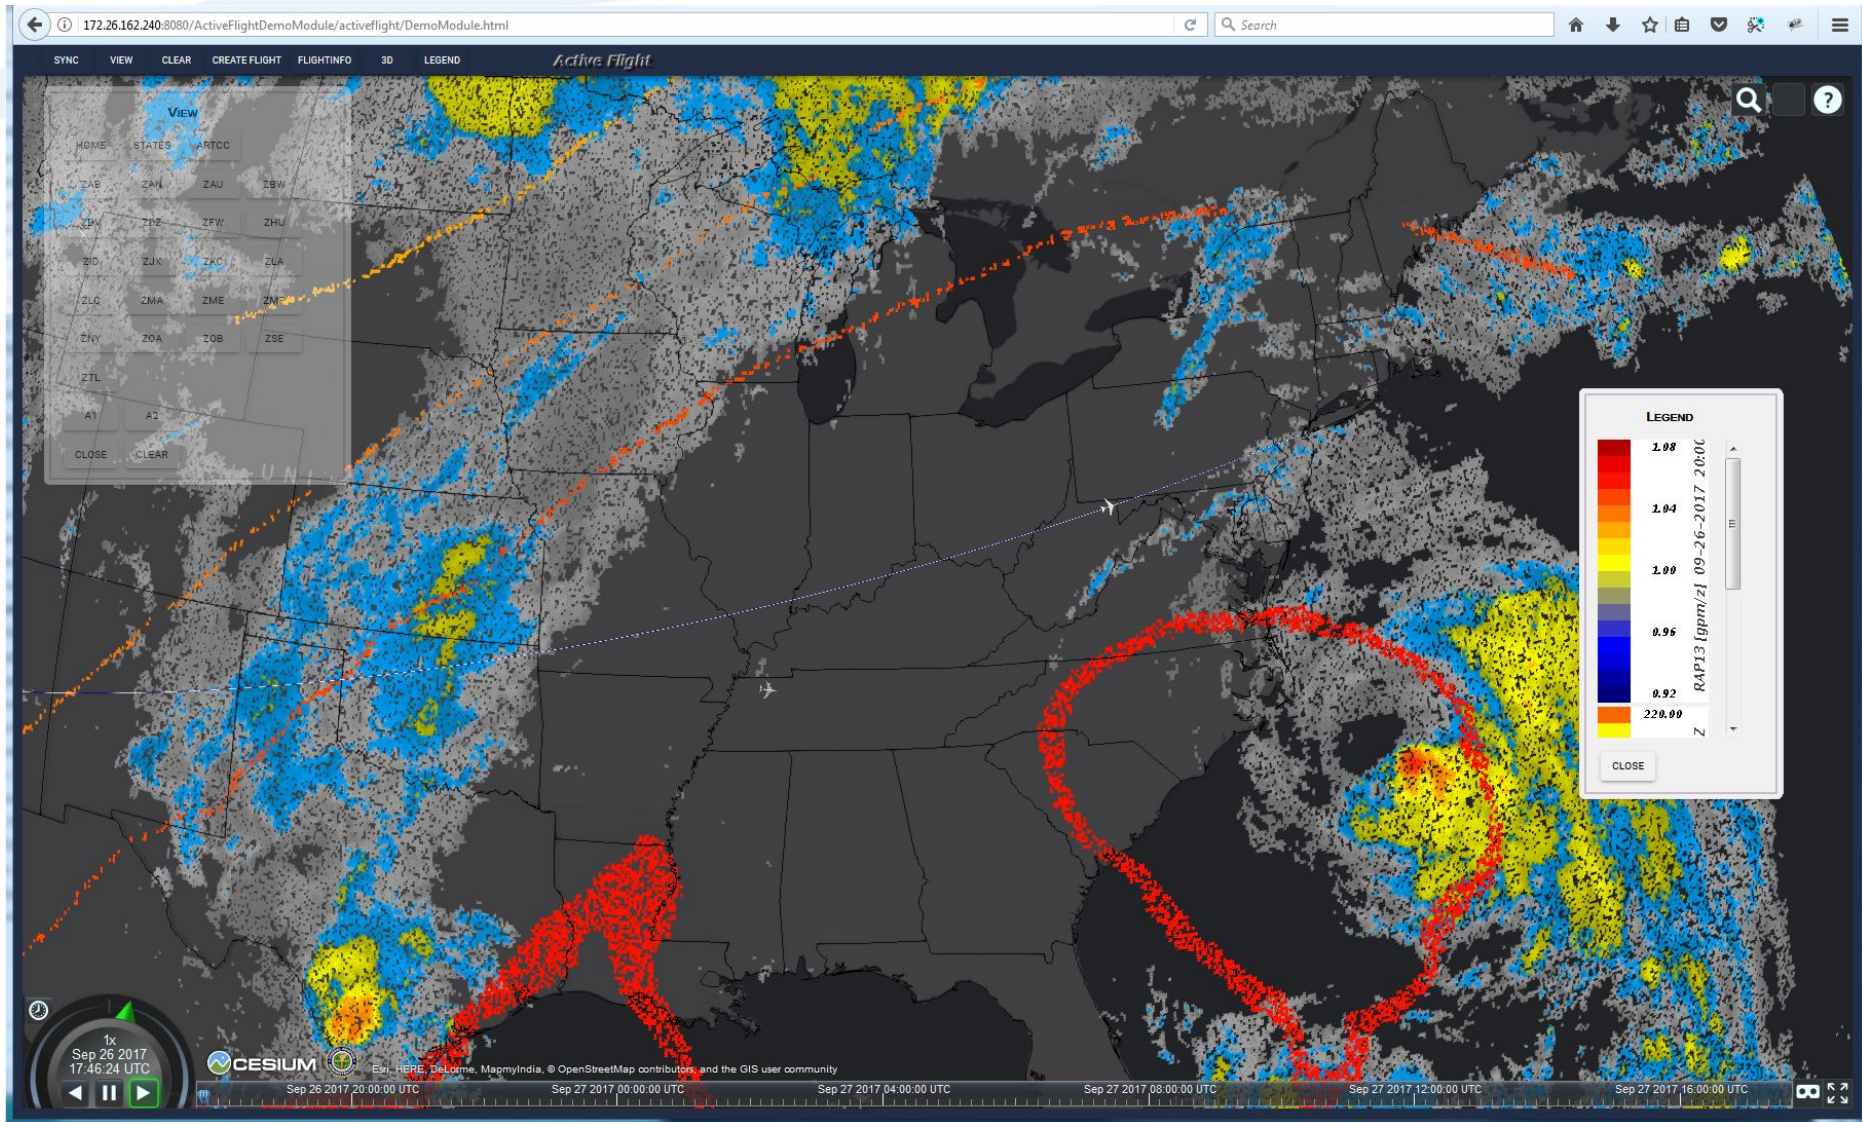 172.26.162.240:8080/ActiveFlightDemoModule/activeflight/DemoModule.html
Search
SYNC VIEW CLEAR CREATE FLIGHT FLIGHTINFO 3D LEGEND
Active Flight
?
VIEW
HOME STATES ARTCC
ZAB ZAN ZAU ZBW
ZDV ZDZ ZFW ZHU
ZID ZJX ZKC ZLA
ZLC ZMA ZME ZMP
ZNY ZOA ZOB ZSE
ZTL
A1 A2
CLOSE CLEAR
UNI
LEGEND
1.08
1.04
1.00
0.96
0.92
RAP13 [gpm/z] 09-26-2017 20:00
220.00
Z
CLOSE
1x
Sep 26 2017
17:46:24 UTC
CESIUM
Esri, HERE, DeLorme, MapmyIndia, © OpenStreetMap contributors, and the GIS user community
Sep 26 2017 20:00:00 UTC Sep 27 2017 00:00:00 UTC Sep 27 2017 04:00:00 UTC Sep 27 2017 08:00:00 UTC Sep 27 2017 12:00:00 UTC Sep 27 2017 16:00:00 UTC